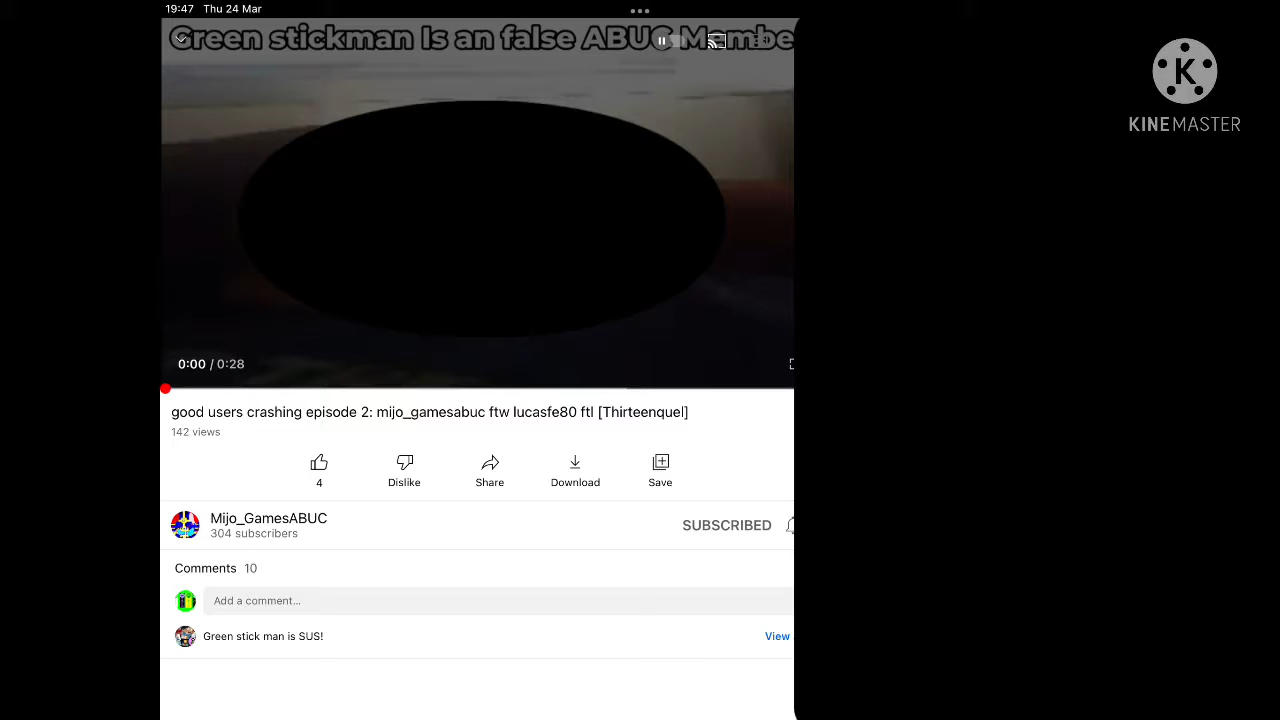 19:47 Thu 24 Mar
Green stickman Is an false ABUC Membe
K
KINEMASTER
0:00 / 0:28
good users crashing episode 2: mijo_gamesabuc ftw lucasfe80 ftl [Thirteenquel]
142 views
4 Dislike Share Download Save
Mijo_GamesABUC
304 subscribers
SUBSCRIBED
Comments 10
Add a comment...
Green stick man is SUS!
View